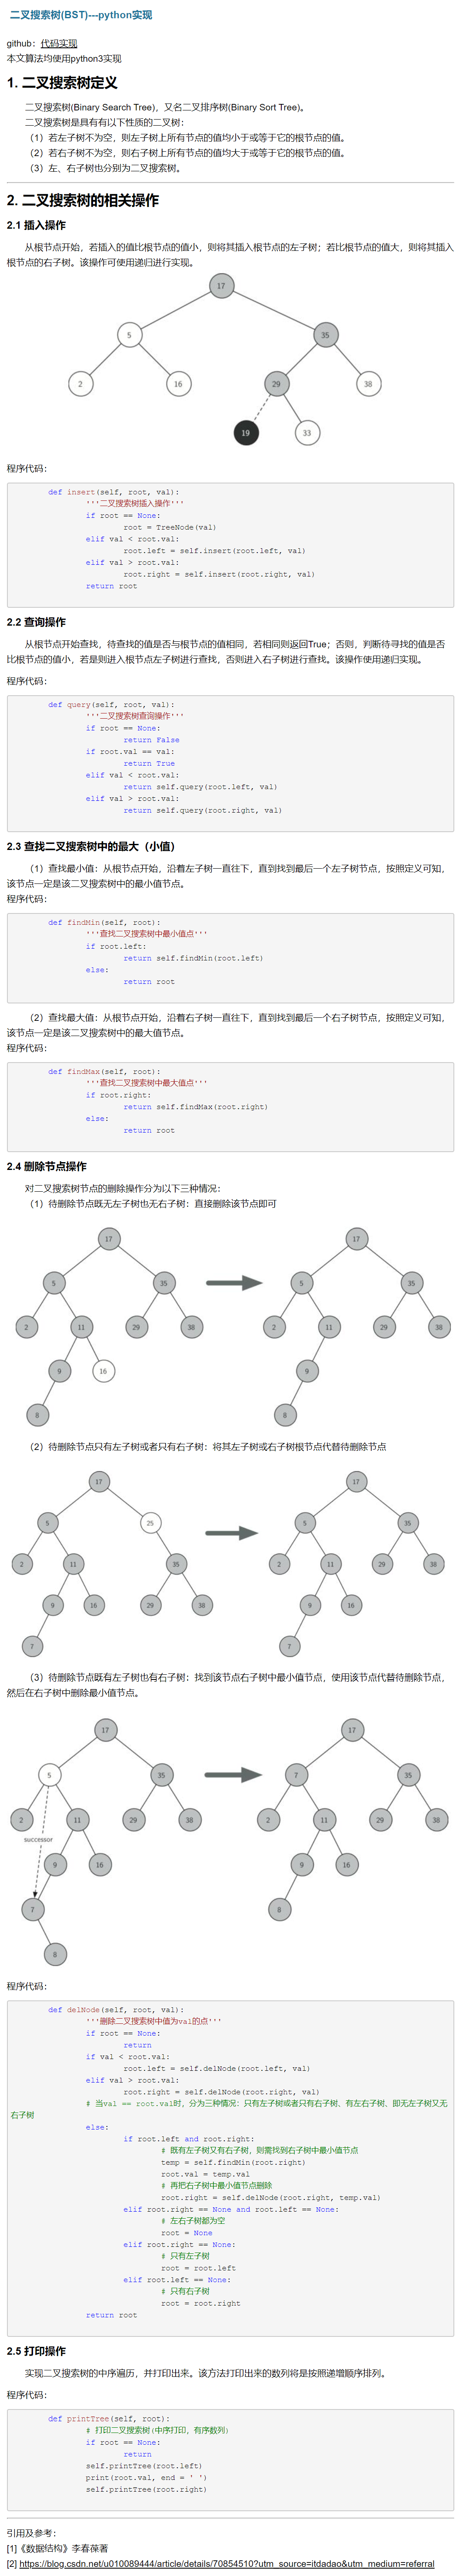 二叉搜索树(BST)---python实现
github：代码实现
本文算法均使用python3实现
1. 二叉搜索树定义
二叉搜索树(Binary Search Tree)，又名二叉排序树(Binary Sort Tree)。
二叉搜索树是具有有以下性质的二叉树：
（1）若左子树不为空，则左子树上所有节点的值均小于或等于它的根节点的值。
（2）若右子树不为空，则右子树上所有节点的值均大于或等于它的根节点的值。
（3）左、右子树也分别为二叉搜索树。
2. 二叉搜索树的相关操作
2.1 插入操作
从根节点开始，若插入的值比根节点的值小，则将其插入根节点的左子树；若比根节点的值大，则将其插入
根节点的右子树。该操作可使用递归进行实现。
17
5 35
2 16 29 38
19 33
程序代码：
def insert(self, root, val):
'''二叉搜索树插入操作'''
if root == None:
root = TreeNode(val)
elif val < root.val:
root.left = self.insert(root.left, val)
elif val > root.val:
root.right = self.insert(root.right, val)
return root
2.2 查询操作
从根节点开始查找，待查找的值是否与根节点的值相同，若相同则返回True；否则，判断待寻找的值是否
比根节点的值小，若是则进入根节点左子树进行查找，否则进入右子树进行查找。该操作使用递归实现。
程序代码：
def query(self, root, val):
'''二叉搜索树查询操作'''
if root == None:
return False
if root.val == val:
return True
elif val < root.val:
return self.query(root.left, val)
elif val > root.val:
return self.query(root.right, val)
2.3 查找二叉搜索树中的最大（小值）
（1）查找最小值：从根节点开始，沿着左子树一直往下，直到找到最后一个左子树节点，按照定义可知，
该节点一定是该二叉搜索树中的最小值节点。
程序代码：
def findMin(self, root):
'''查找二叉搜索树中最小值点'''
if root.left:
return self.findMin(root.left)
else:
return root
（2）查找最大值：从根节点开始，沿着右子树一直往下，直到找到最后一个右子树节点，按照定义可知，
该节点一定是该二叉搜索树中的最大值节点。
程序代码：
def findMax(self, root):
'''查找二叉搜索树中最大值点'''
if root.right:
return self.findMax(root.right)
else:
return root
2.4 删除节点操作
对二叉搜索树节点的删除操作分为以下三种情况：
（1）待删除节点既无左子树也无右子树：直接删除该节点即可
17 17
5 35 5 35
2 11 29 38 2 11 29 38
9 16 9
8 8
（2）待删除节点只有左子树或者只有右子树：将其左子树或右子树根节点代替待删除节点
17 17
5 25 5 35
2 11 35 2 11 29 38
9 16 29 38 9 16
7 7
（3）待删除节点既有左子树也有右子树：找到该节点右子树中最小值节点，使用该节点代替待删除节点，
然后在右子树中删除最小值节点。
17 17
5 35 7 35
2 11 29 38 2 11 29 38
successor
9 16 9 16
7 8
8
程序代码：
def delNode(self, root, val):
'''删除二叉搜索树中值为val的点'''
if root == None:
return
if val < root.val:
root.left = self.delNode(root.left, val)
elif val > root.val:
root.right = self.delNode(root.right, val)
# 当val == root.val时，分为三种情况：只有左子树或者只有右子树、有左右子树、即无左子树又无
右子树
else:
if root.left and root.right:
# 既有左子树又有右子树，则需找到右子树中最小值节点
temp = self.findMin(root.right)
root.val = temp.val
# 再把右子树中最小值节点删除
root.right = self.delNode(root.right, temp.val)
elif root.right == None and root.left == None:
# 左右子树都为空
root = None
elif root.right == None:
# 只有左子树
root = root.left
elif root.left == None:
# 只有右子树
root = root.right
return root
2.5 打印操作
实现二叉搜索树的中序遍历，并打印出来。该方法打印出来的数列将是按照递增顺序排列。
程序代码：
def printTree(self, root):
# 打印二叉搜索树(中序打印，有序数列)
if root == None:
return
self.printTree(root.left)
print(root.val, end = ' ')
self.printTree(root.right)
引用及参考：
[1]《数据结构》李春葆著
[2] https://blog.csdn.net/u010089444/article/details/70854510?utm_source=itdadao&utm_medium=referral